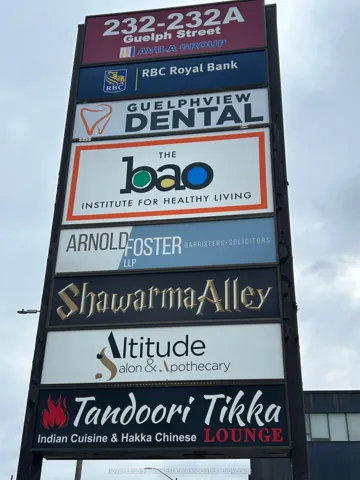 232-232A
Guelph Street
AVILA GROUP
RBC
RBC Royal Bank
GUELPHVIEW
DENTAL
THE
bao
INSTITUTE FOR HEALTHY LIVING
ARNOLD
FOSTER
LLP
BARRISTERS+SOLICITORS
ShawarmaAlley
Altitude
Salon & Apothecary
Tandoori Tikka
Indian Cuisine & Hakka Chinese LOUNGE